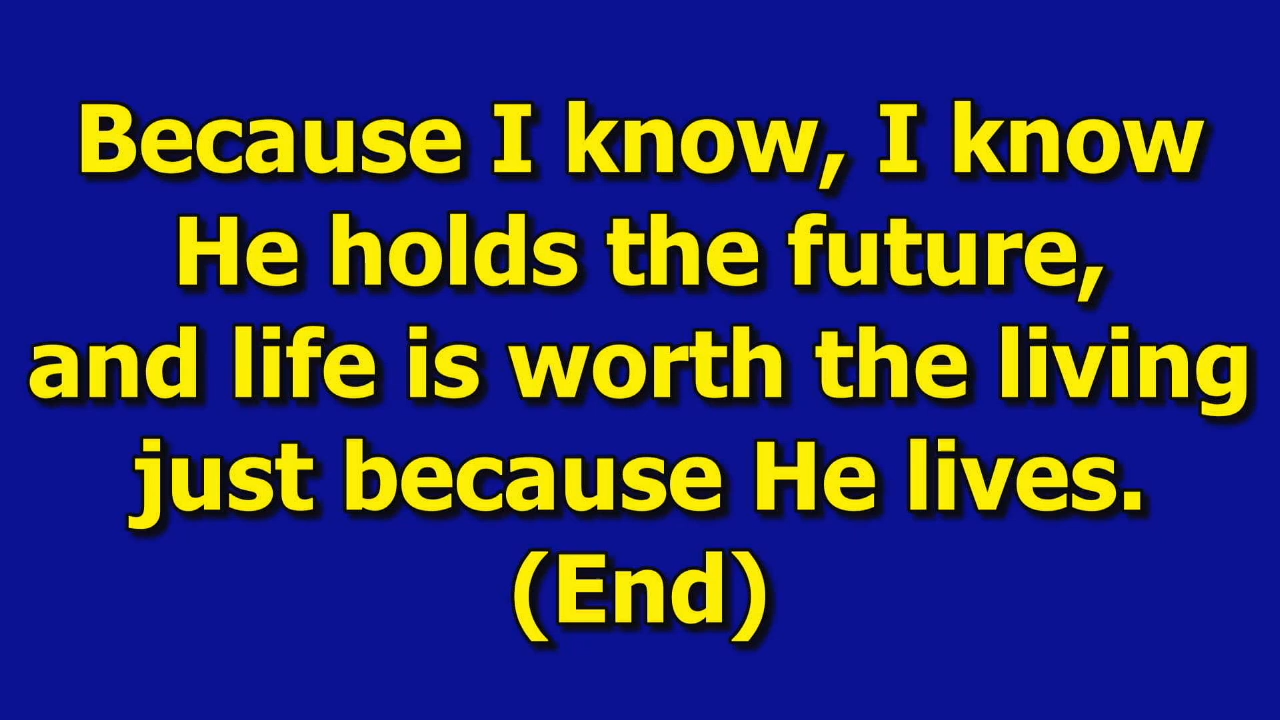 Because I know, I know
He holds the future,
and life is worth the living
just because He lives.
(End)